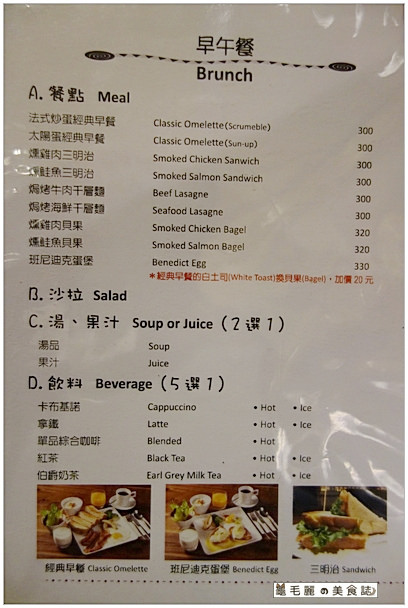 早午餐
Brunch
A. 餐點 Meal
法式炒蛋經典早餐 Classic Omelette(Scrumeble) 300
太陽蛋經典早餐 Classic Omelette(Sun-up) 300
燻雞肉三明治 Smoked Chicken Sanwich 300
燻鮭魚三明治 Smoked Salmon Sandwich 300
焗烤牛肉千層麵 Beef Lasagne 300
焗烤海鮮千層麵 Seafood Lasagne 300
燻雞肉貝果 Smoked Chicken Bagel 320
燻鮭魚貝果 Smoked Salmon Bagel 320
班尼迪克蛋堡 Benedict Egg 330
*經典早餐的白土司(White Toast)換貝果(Bagel)，加價 20 元
B. 沙拉 Salad
C. 湯、果汁 Soup or Juice (2選1)
湯品 Soup
果汁 Juice
D. 飲料 Beverage (5選1)
卡布基諾 Cappuccino • Hot • Ice
拿鐵 Latte • Hot • Ice
單品綜合咖啡 Blended • Hot
紅茶 Black Tea • Hot • Ice
伯爵奶茶 Earl Grey Milk Tea • Hot • Ice
經典早餐 Classic Omelette 班尼迪克蛋堡 Benedict Egg 三明治 Sandwich
毛麗の美食誌